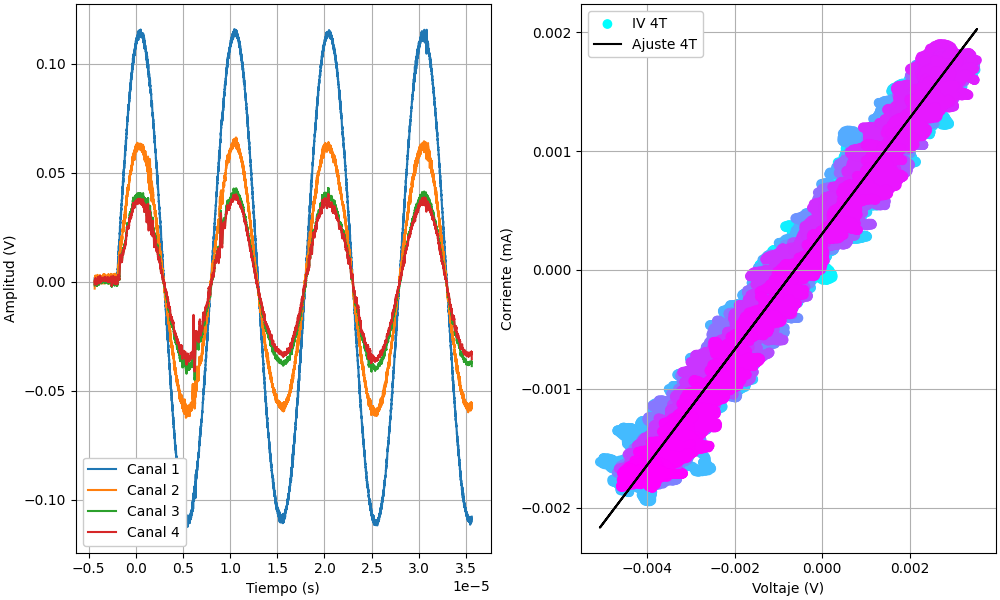 0.10
0.05
0.00
−0.05
−0.10
Amplitud (V)
Canal 1
Canal 2
Canal 3
Canal 4
−0.5
0.0
0.5
1.0
1.5
2.0
2.5
3.0
3.5
1e−5
Tiempo (s)
IV 4T
Ajuste 4T
0.002
0.001
0.000
−0.001
−0.002
Corriente (mA)
−0.004
−0.002
0.000
0.002
Voltaje (V)